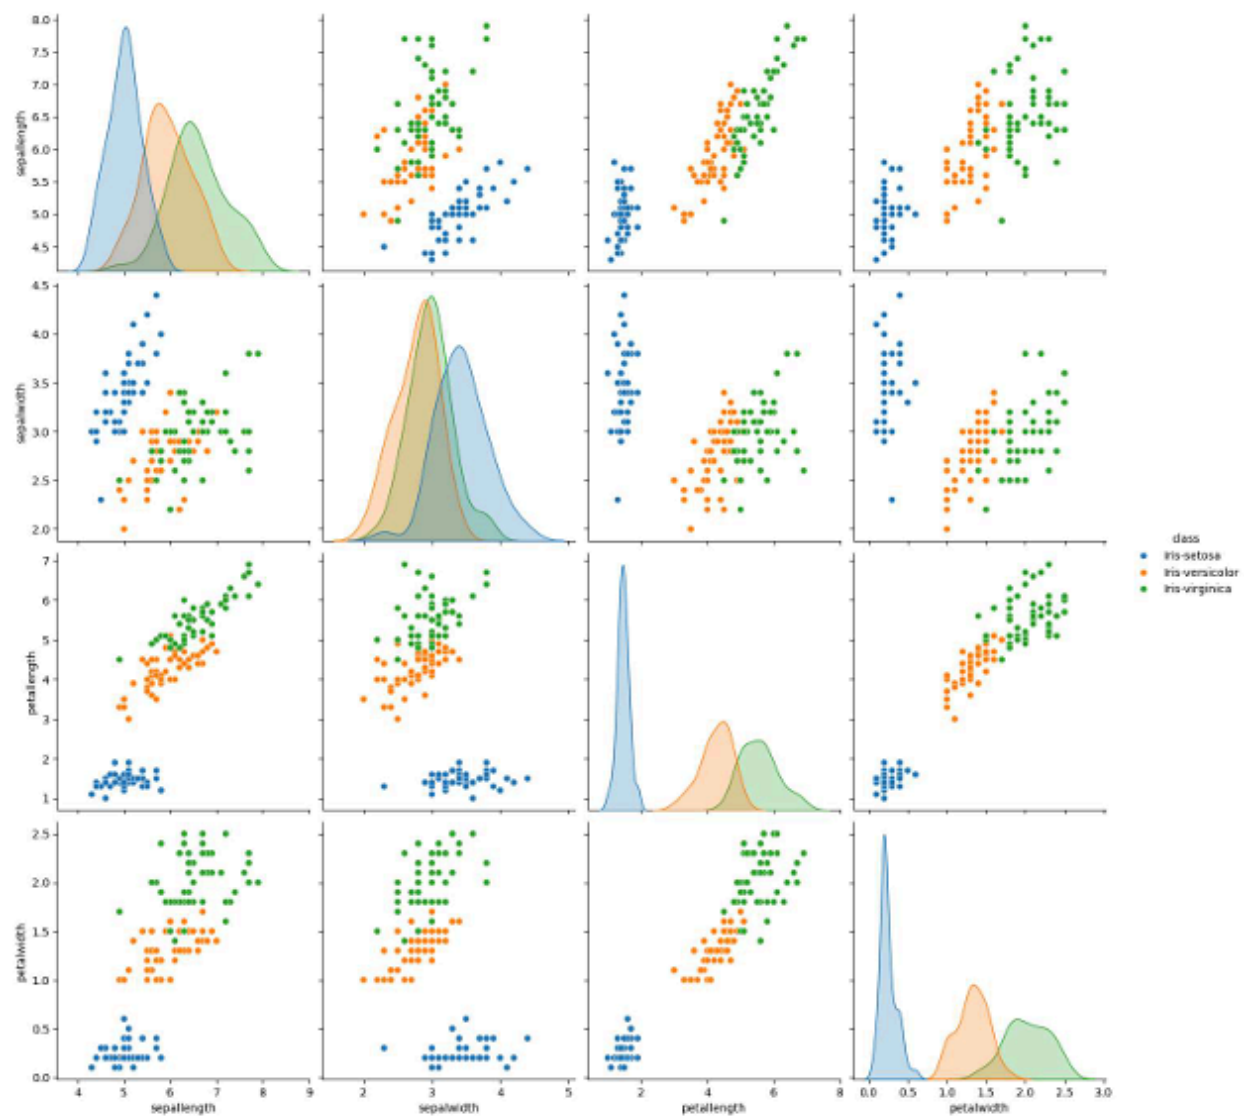 8.0
7.5
7.0
6.5
6.0
5.5
5.0
4.5
sepallength
4 5 6 7 8 9
2 3 4 5
2 4 6 8
0.0 0.5 1.0 1.5 2.0 2.5 3.0
4.5
4.0
3.5
3.0
2.5
2.0
sepalwidth
class
Iris-setosa
Iris-versicolor
Iris-virginica
7
6
5
4
3
2
1
petallength
2.5
2.0
1.5
1.0
0.5
0.0
petalwidth
sepallength sepalwidth petallength petalwidth